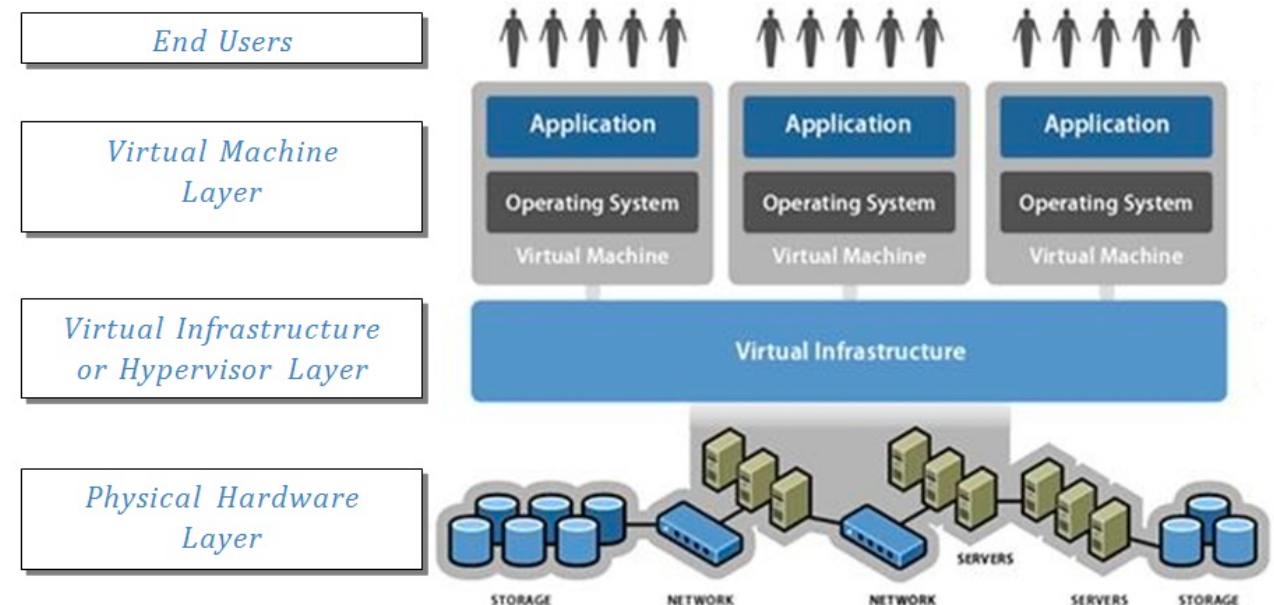 End Users
Virtual Machine
Layer
Application
Application
Application
Operating System
Operating System
Operating System
Virtual Machine
Virtual Machine
Virtual Machine
Virtual Infrastructure
or Hypervisor Layer
Virtual Infrastructure
Physical Hardware
Layer
SERVERS
STORAGE
NETWORK
NETWORK
SERVERS
STORAGE